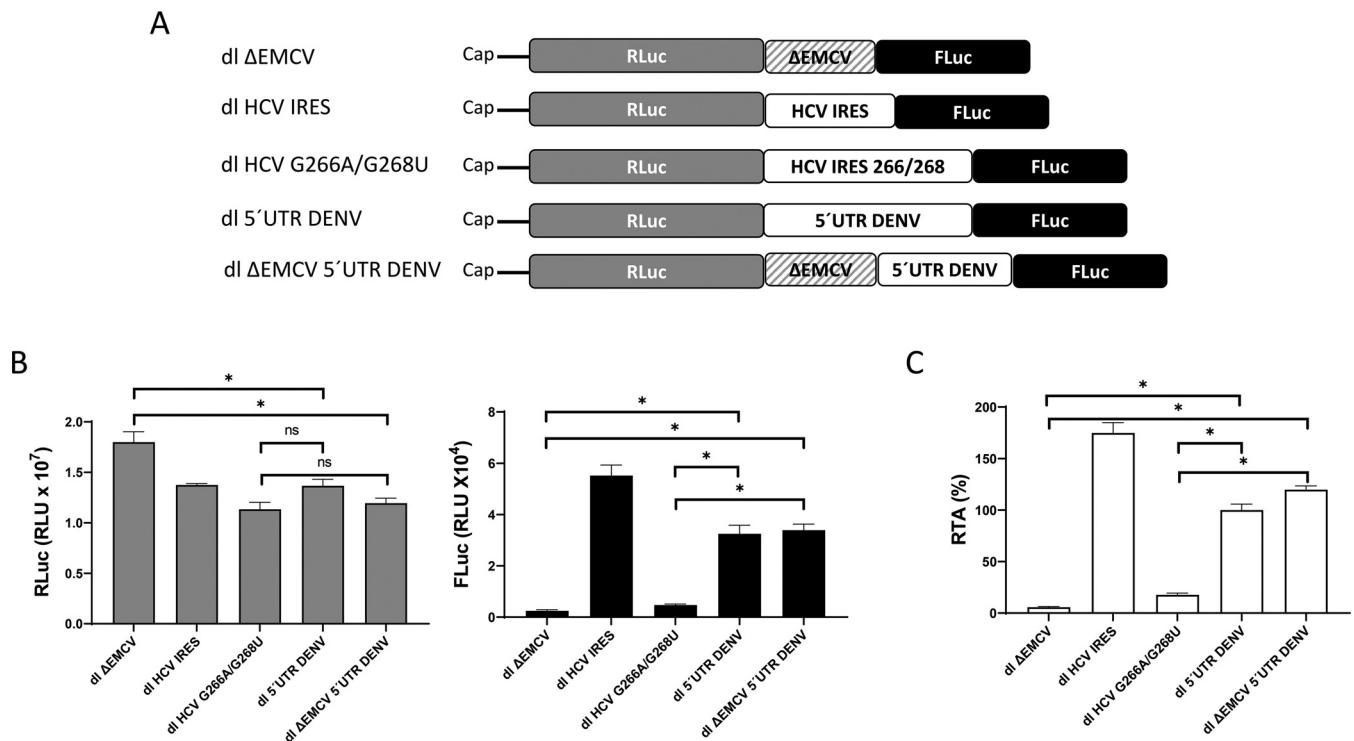 A
dl ΔEMCV Cap RLuc ΔEMCV FLuc
dl HCV IRES Cap RLuc HCV IRES FLuc
dl HCV G266A/G268U Cap RLuc HCV IRES 266/268 FLuc
dl 5´UTR DENV Cap RLuc 5´UTR DENV FLuc
dl ΔEMCV 5´UTR DENV Cap RLuc ΔEMCV 5´UTR DENV FLuc
B
*
*
ns
ns
RLuc (RLU x 10⁷)
2.0
1.5
1.0
0.5
0.0
dl ΔEMCV
dl HCV IRES
dl HCV G266A/G268U
dl 5´UTR DENV
dl ΔEMCV 5´UTR DENV
*
*
*
*
FLuc (RLU X10⁴)
8
6
4
2
0
dl ΔEMCV
dl HCV IRES
dl HCV G266A/G268U
dl 5´UTR DENV
dl ΔEMCV 5´UTR DENV
C
*
*
*
*
RTA (%)
200
150
100
50
0
dl ΔEMCV
dl HCV IRES
dl HCV G266A/G268U
dl 5´UTR DENV
dl ΔEMCV 5´UTR DENV